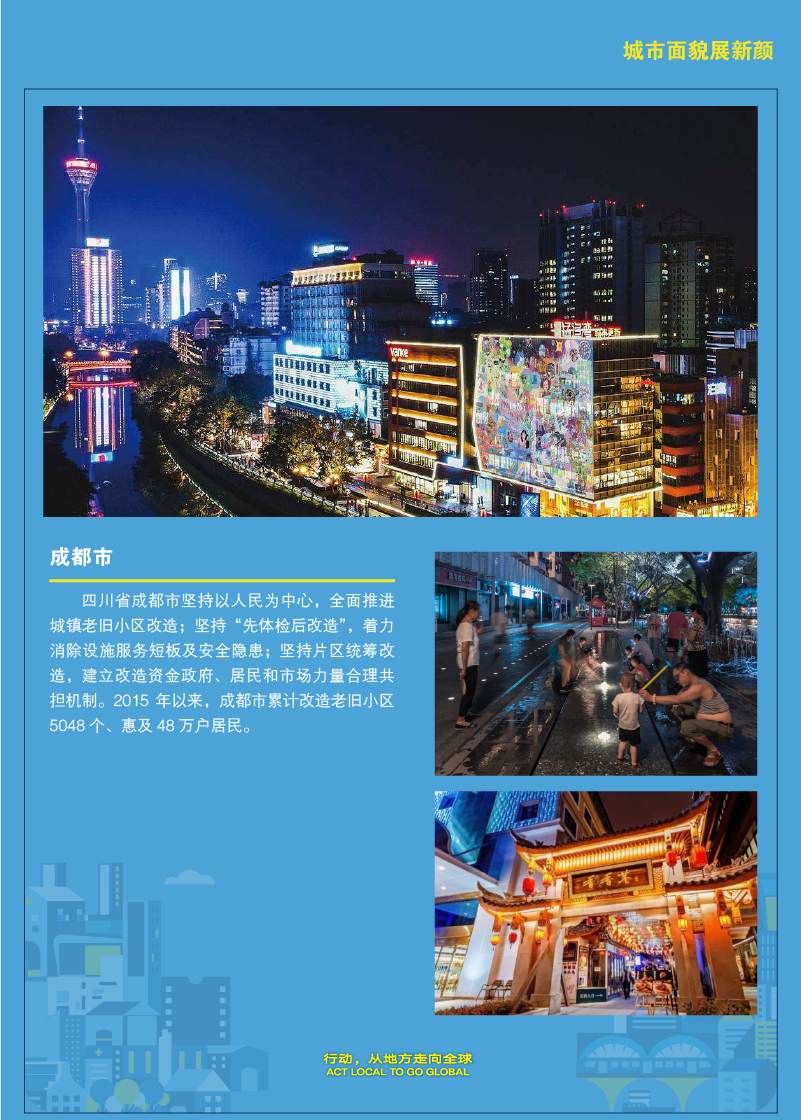 城市面貌展新颜
vanke
成都市
四川省成都市坚持以人民为中心，全面推进
城镇老旧小区改造；坚持“先体检后改造”，着力
消除设施服务短板及安全隐患；坚持片区统筹改
造，建立改造资金政府、居民和市场力量合理共
担机制。2015 年以来，成都市累计改造老旧小区
5048 个、惠及 48 万户居民。
香香巷
行动，从地方走向全球
ACT LOCAL TO GO GLOBAL